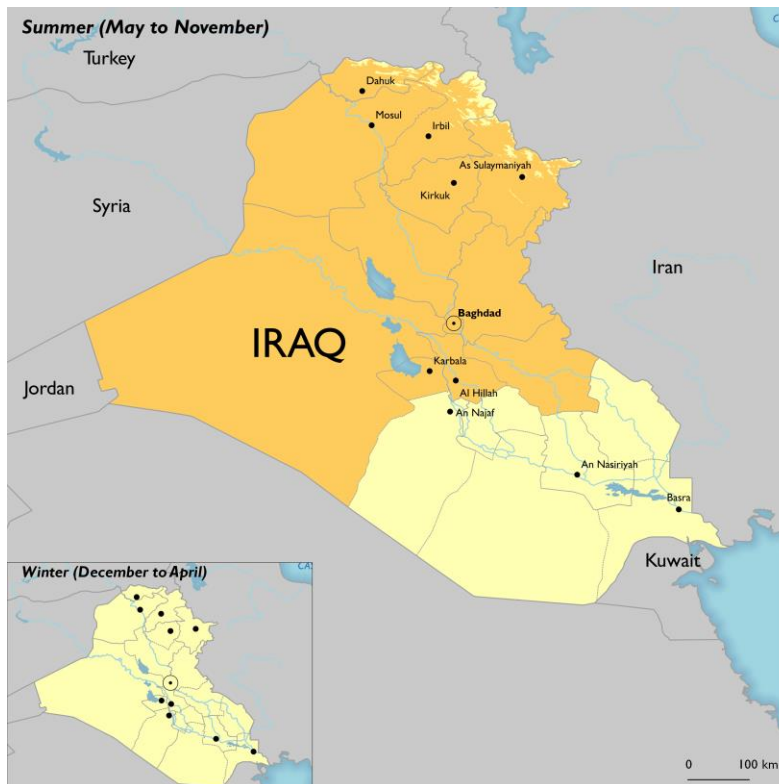 Summer (May to November)
Turkey
Dahuk
Mosul
Irbil
As Sulaymaniyah
Kirkuk
Syria
Iran
Baghdad
IRAQ
Karbala
Jordan
Al Hillah
An Najaf
An Nasiriyah
Basra
Kuwait
Winter (December to April)
0 100 km